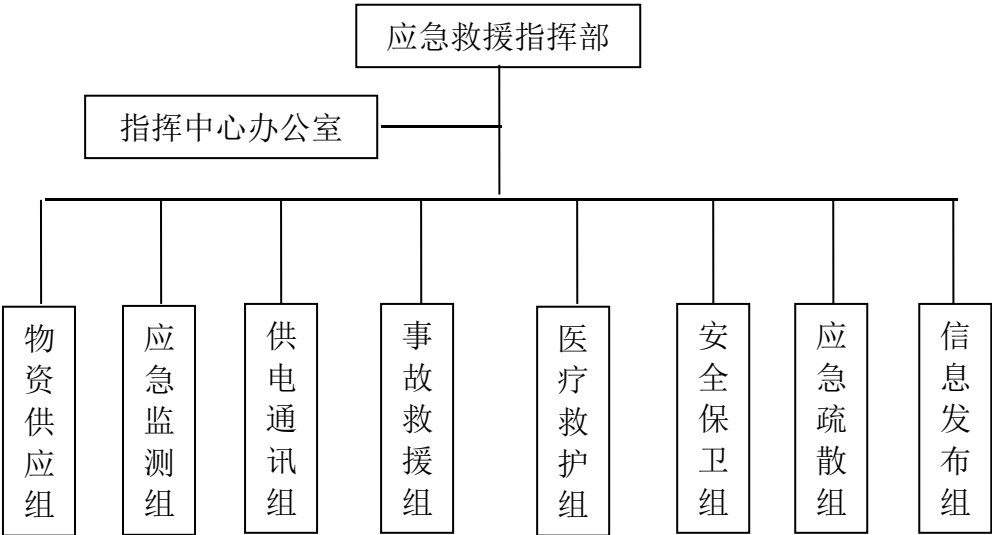 应急救援指挥部
指挥中心办公室
物资供应组
应急监测组
供电通讯组
事故救援组
医疗救护组
安全保卫组
应急疏散组
信息发布组